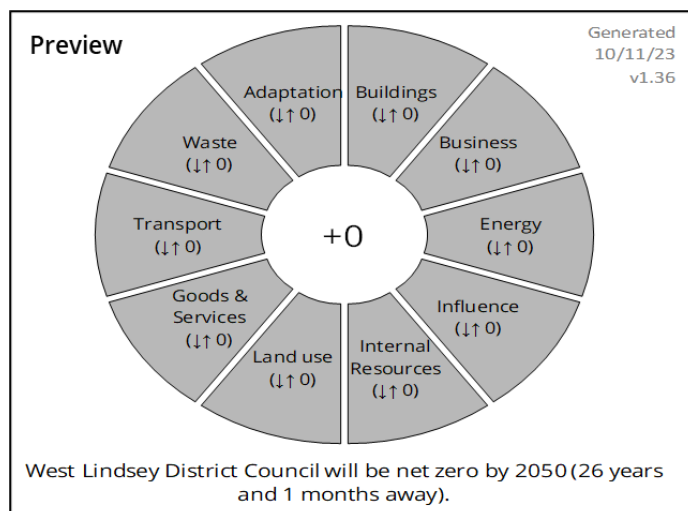 Preview
Generated
10/11/23
v1.36
Adaptation
(↓↑ 0)
Buildings
(↓↑ 0)
Business
(↓↑ 0)
Energy
(↓↑ 0)
Influence
(↓↑ 0)
Internal
Resources
(↓↑ 0)
Land use
(↓↑ 0)
Goods &
Services
(↓↑ 0)
Transport
(↓↑ 0)
Waste
(↓↑ 0)
+0
West Lindsey District Council will be net zero by 2050 (26 years
and 1 months away).